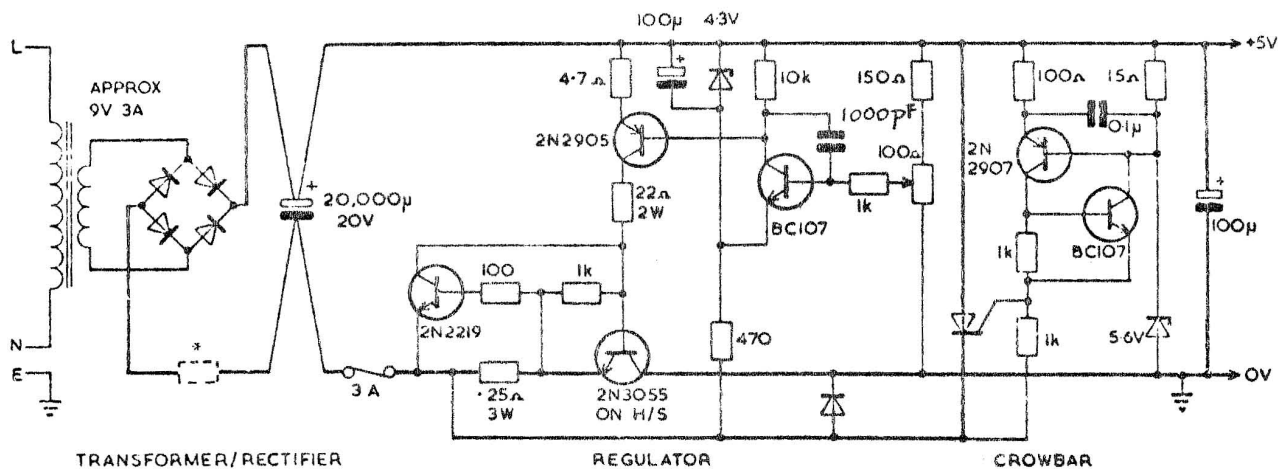 L
N
E
APPROX
9V 3A
*
+
20,000µ
20V
3A
4·7Ω
2N2905
22Ω
2W
100
1k
2N2219
·25Ω
3W
2N3055
ON H/S
100µ
+
4·3V
10k
1000pF
BC107
1k
470
150Ω
100Ω
100Ω
15Ω
0·1µ
2N
2907
BC107
1k
1k
5·6V
+
100µ
+5V
0V
TRANSFORMER/RECTIFIER
REGULATOR
CROWBAR